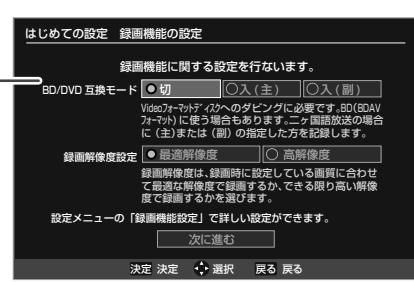 はじめての設定 録画機能の設定
録画機能に関する設定を行ないます。
BD/DVD 互換モード ●切 ○入(主) ○入(副)
Videoフォーマットディスクへのダビングに必要です。BD(BDAV
フォーマット)に使う場合もあります。二ヶ国語放送の場合
に(主)または(副)の指定した方を記録します。
録画解像度設定 ●最適解像度 ○高解像度
録画解像度は、録画時に設定している画質に合わせ
て最適な解像度で録画するか、できる限り高い解像
度で録画するかを選びます。
設定メニューの「録画機能設定」で詳しい設定ができます。
次に進む
決定 決定 選択 戻る 戻る